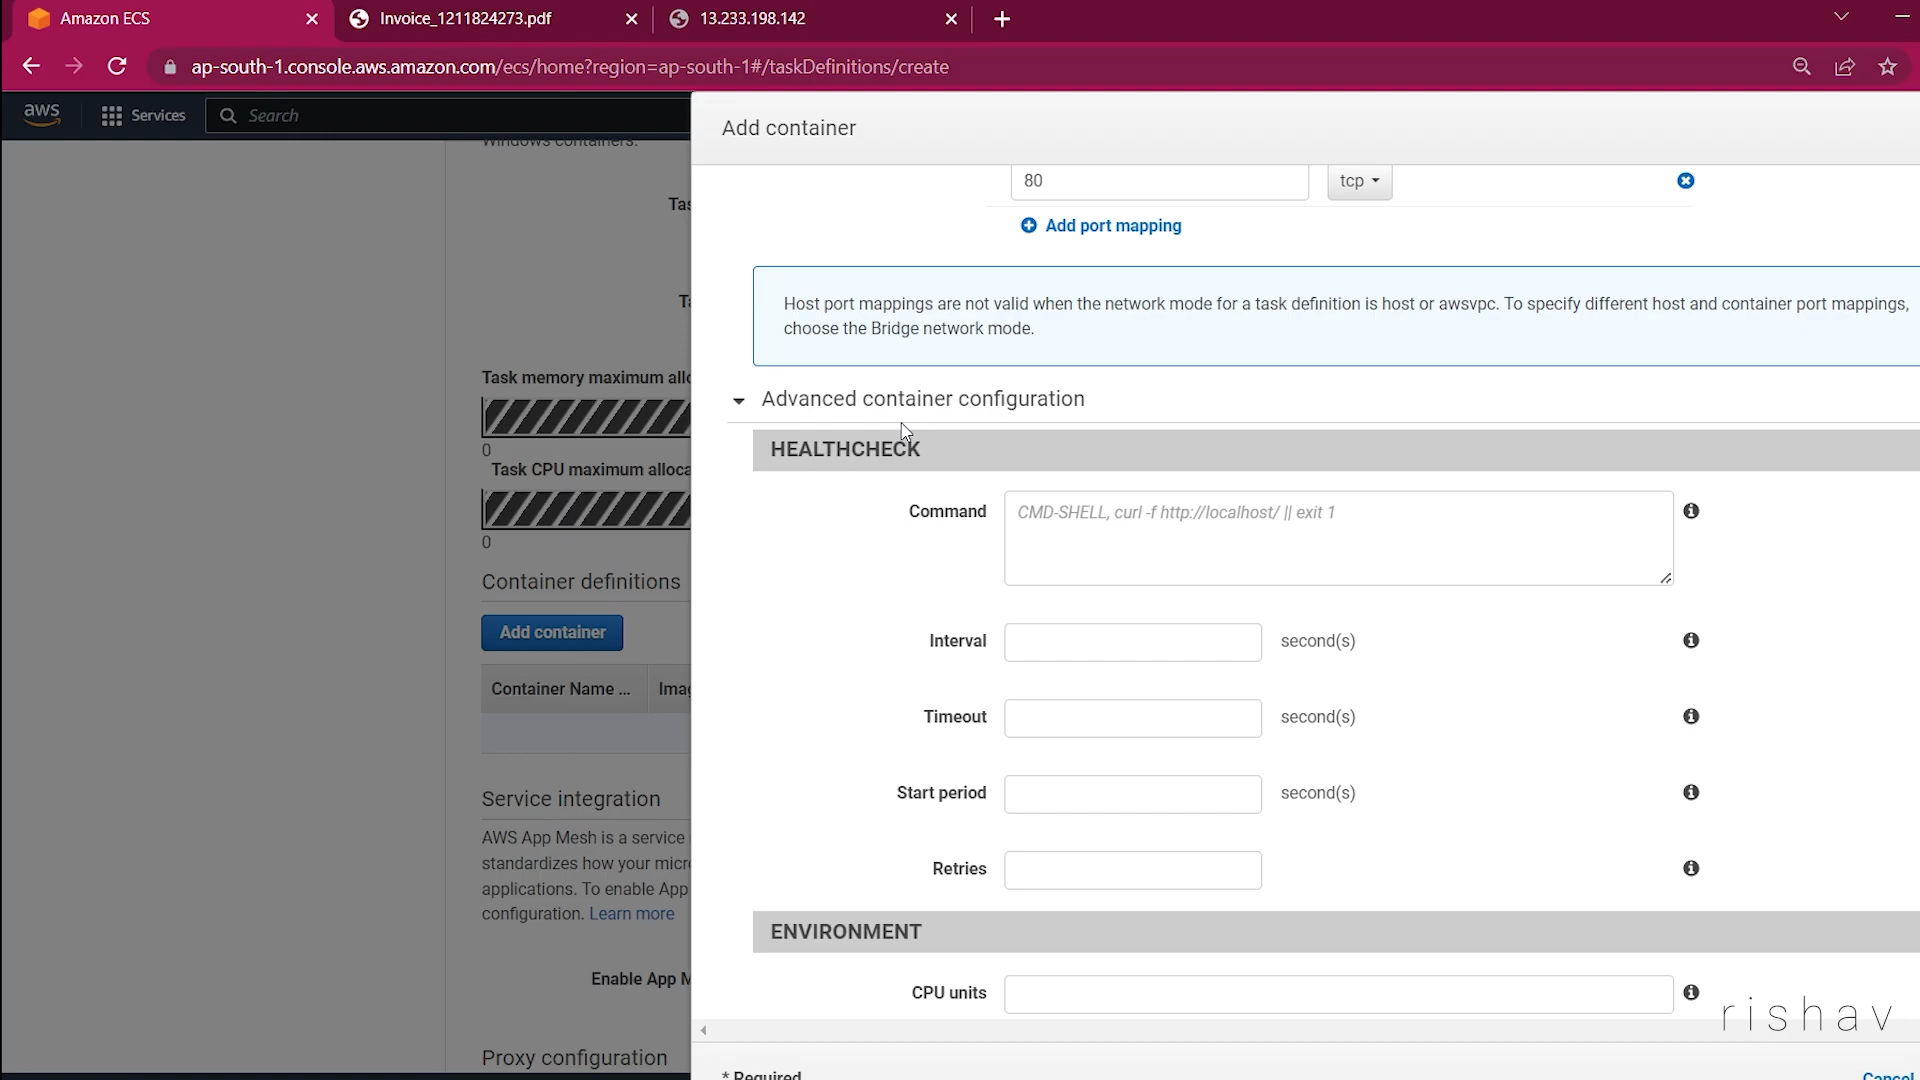 Amazon ECS
Invoice_1211824273.pdf
13.233.198.142
ap-south-1.console.aws.amazon.com/ecs/home?region=ap-south-1#/taskDefinitions/create
aws
Services
Search
Windows containers.
Add container
Tas
80
tcp
Add port mapping
Ta
Host port mappings are not valid when the network mode for a task definition is host or awsvpc. To specify different host and container port mappings,
choose the Bridge network mode.
Task memory maximum allo
0
Task CPU maximum alloca
0
Container definitions
Add container
Container Name ...
Imag
Service integration
AWS App Mesh is a service
standardizes how your micro
applications. To enable App
configuration. Learn more
Enable App M
Proxy configuration
Advanced container configuration
HEALTHCHECK
Command
CMD-SHELL, curl -f http://localhost/ || exit 1
Interval
second(s)
Timeout
second(s)
Start period
second(s)
Retries
ENVIRONMENT
CPU units
rishav
* Required
Cancel